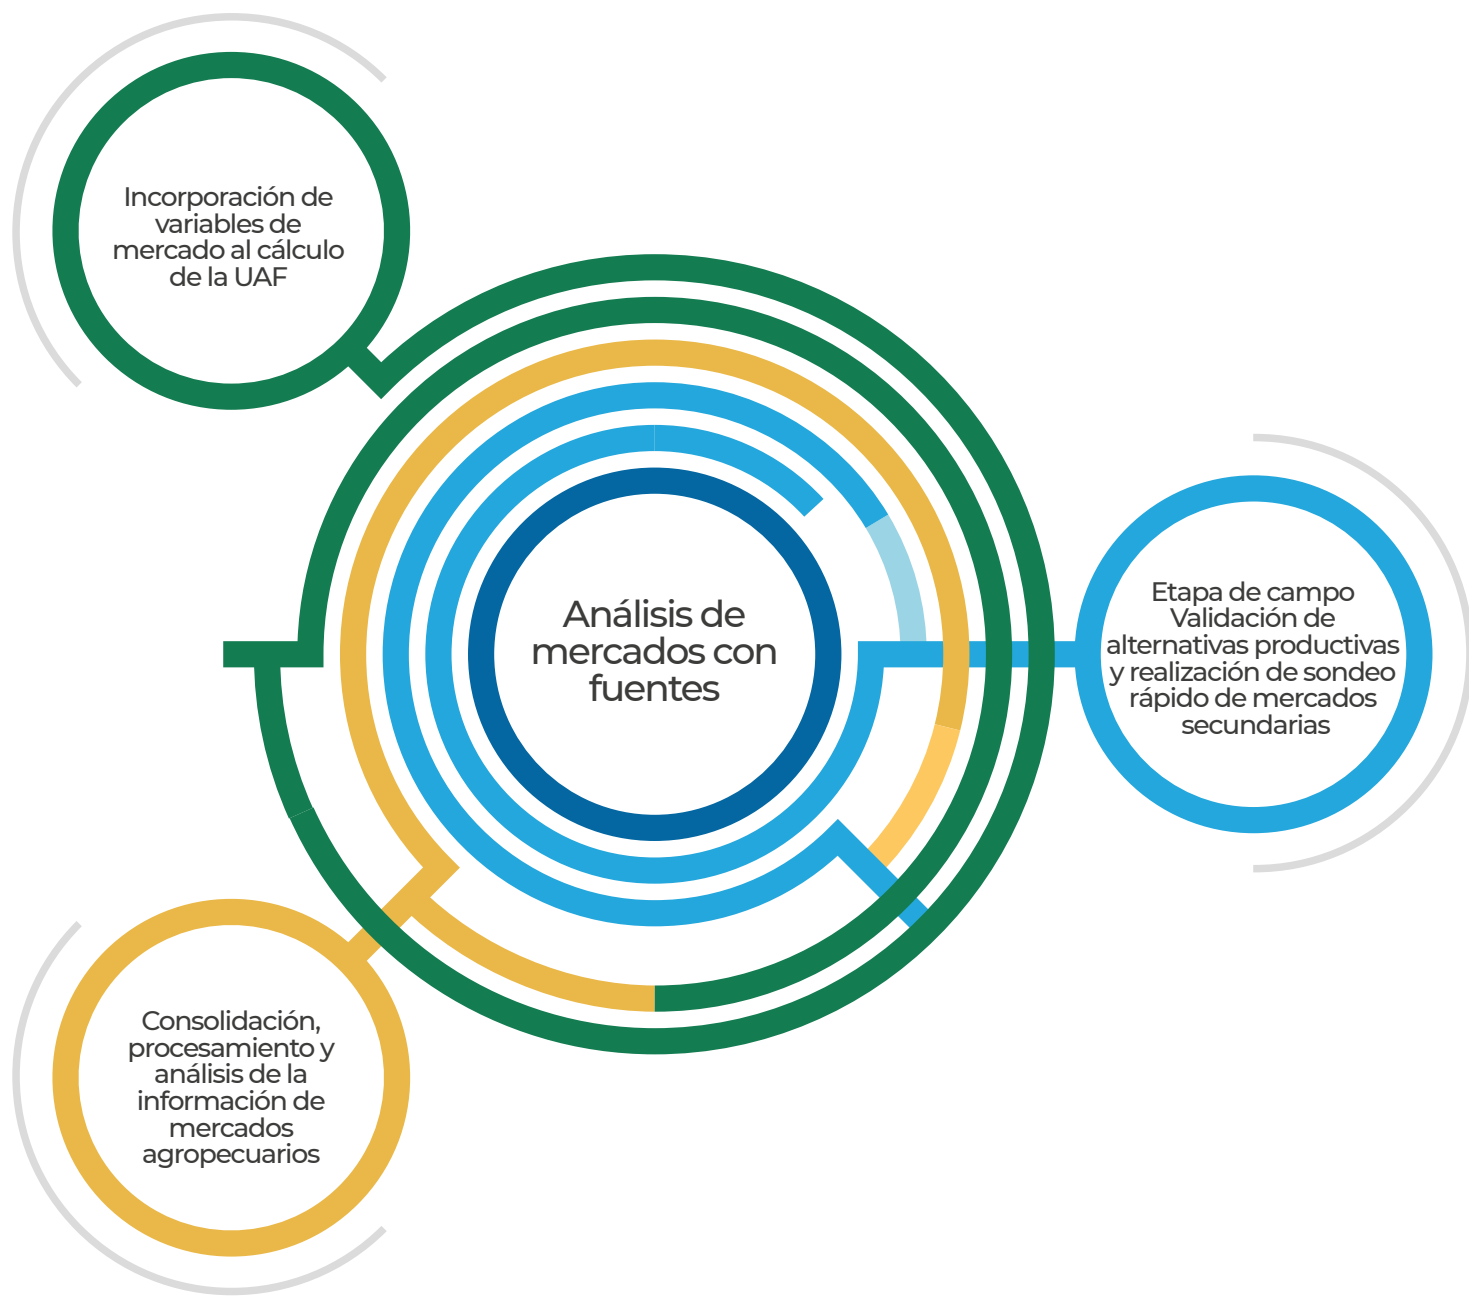 Incorporación de
variables de
mercado al cálculo
de la UAF
Análisis de
mercados con
fuentes
Etapa de campo
Validación de
alternativas productivas
y realización de sondeo
rápido de mercados
secundarias
Consolidación,
procesamiento y
análisis de la
información de
mercados
agropecuarios